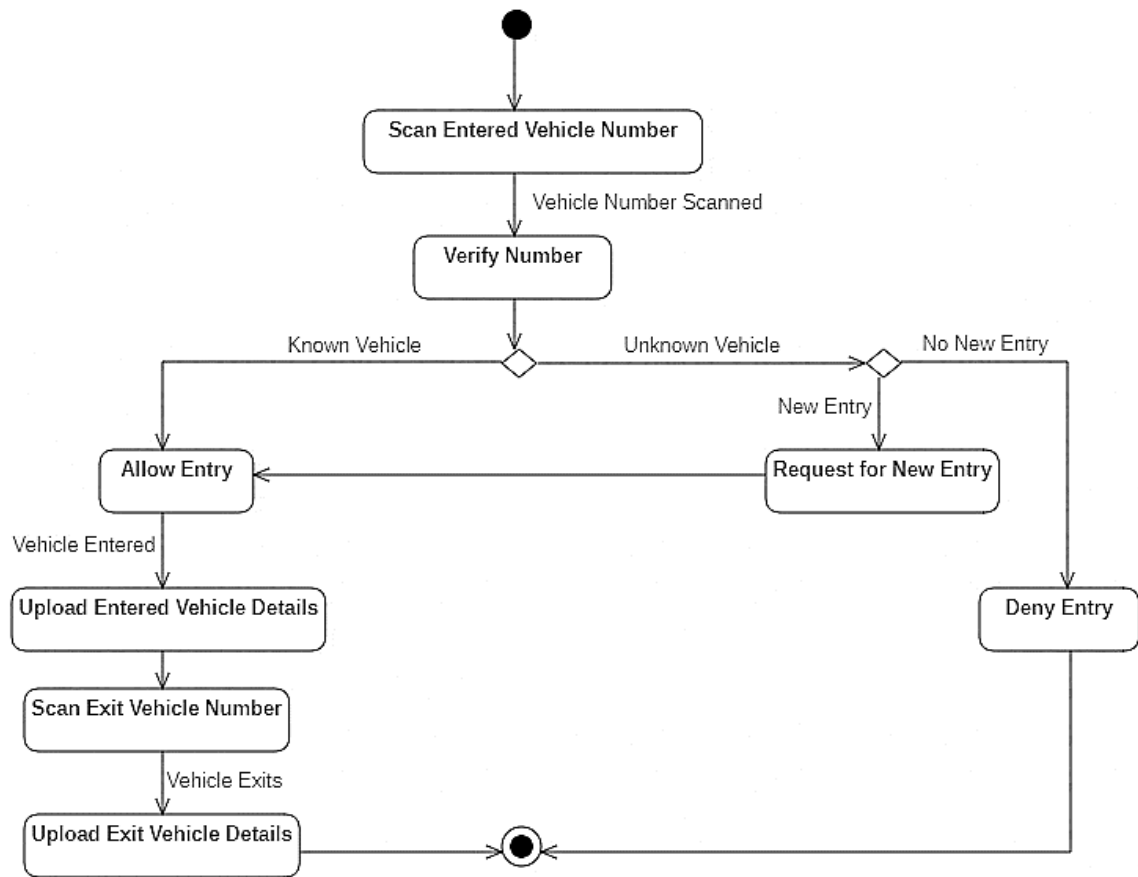 Scan Entered Vehicle Number
Vehicle Number Scanned
Verify Number
Known Vehicle
Unknown Vehicle
No New Entry
New Entry
Allow Entry
Request for New Entry
Vehicle Entered
Upload Entered Vehicle Details
Deny Entry
Scan Exit Vehicle Number
Vehicle Exits
Upload Exit Vehicle Details